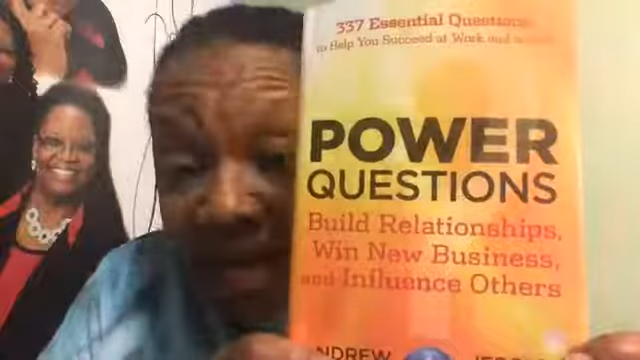 337 Essential Questions
to Help You Succeed at Work and
POWER
QUESTIONS
Build Relationships,
Win New Business,
and Influence Others
ANDREW